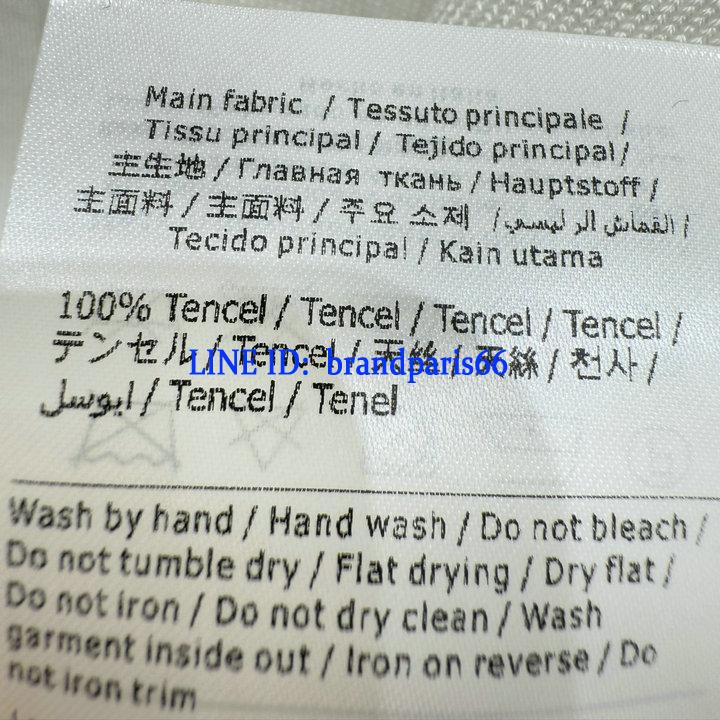 Main fabric / Tessuto principale /
Tissu principal / Tejido principal /
主生地 / Главная ткань / Hauptstoff /
主面料 / 主面料 / 주요 소재 / القماش الر ليسي /
Tecido principal / Kain utama
100% Tencel / Tencel / Tencel / Tencel /
テンセル / Tencel / 天絲 / 天絲 / 천사 /
ابوسل / Tencel / Tenel
LINE ID: brandparis66
Wash by hand / Hand wash / Do not bleach /
Do not tumble dry / Flat drying / Dry flat /
Do not iron / Do not dry clean / Wash
garment inside out / Iron on reverse / Do
not iron trim